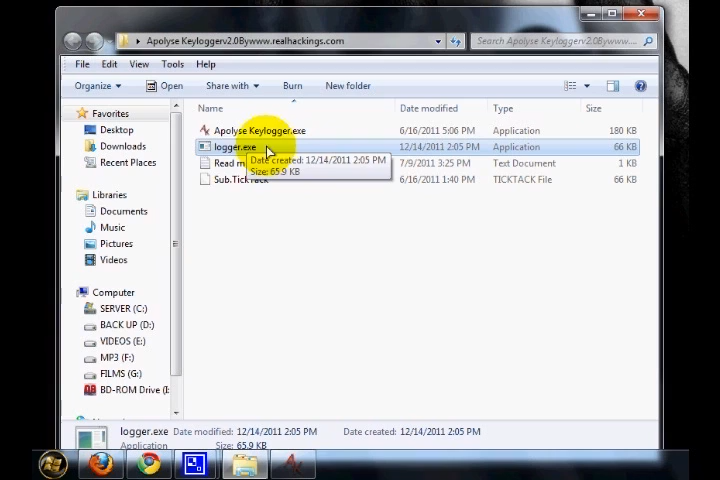 Apolyse Keyloggerv2.0Bywww.realhackings.com
Search Apolyse Keyloggerv2.0Bywww....
File Edit View Tools Help
Organize Open Share with Burn New folder
Favorites
Desktop
Downloads
Recent Places
Libraries
Documents
Music
Pictures
Videos
Computer
SERVER (C:)
BACK UP (D:)
VIDEOS (E:)
MP3 (F:)
FILMS (G:)
BD-ROM Drive (I:
Name Date modified Type Size
Apolyse Keylogger.exe 6/16/2011 5:06 PM Application 180 KB
logger.exe 12/14/2011 2:05 PM Application 66 KB
Read m 7/9/2011 3:25 PM Text Document 1 KB
Sub.TickTack 6/16/2011 1:40 PM TICKTACK File 66 KB
Date created: 12/14/2011 2:05 PM
Size: 65.9 KB
logger.exe Date modified: 12/14/2011 2:05 PM Date created: 12/14/2011 2:05 PM
Application Size: 65.9 KB